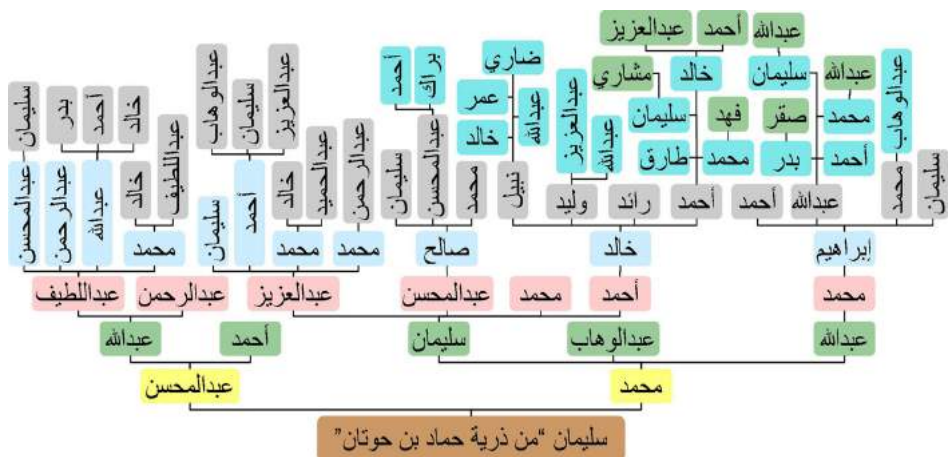 عبدالعزيز أحمد عبدالله
ضاري مشاري خالد سليمان عبدالله عبدالوهاب
عبدالوهاب سليمان عبدالعزيز أحمد براك
سليمان بدر أحمد خالد عمر عبدالله عبدالعزيز عبدالله سليمان فهد صقر محمد
عبداللطيف خالد طارق محمد بدر أحمد
خالد خالد عبدالحميد عبدالرحمن سليمان عبدالمحسن محمد نبيل وليد رائد أحمد أحمد عبدالله محمد سليمان
عبدالمحسن عبدالرحمن عبدالله محمد سليمان أحمد محمد محمد صالح خالد إبراهيم
عبداللطيف عبدالرحمن عبدالعزيز عبدالمحسن محمد أحمد محمد
عبدالله أحمد سليمان عبدالوهاب عبدالله
عبدالمحسن محمد
سليمان “من ذرية حماد بن حوتان”